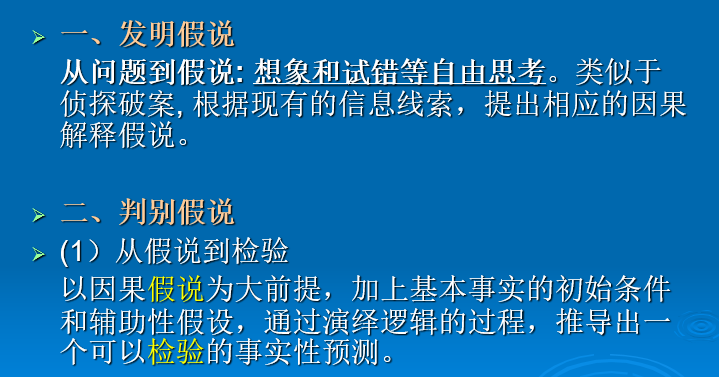 一、发明假说
从问题到假说: 想象和试错等自由思考。类似于
侦探破案, 根据现有的信息线索，提出相应的因果
解释假说。
二、判别假说
(1）从假说到检验
以因果假说为大前提，加上基本事实的初始条件
和辅助性假设，通过演绎逻辑的过程，推导出一
个可以检验的事实性预测。